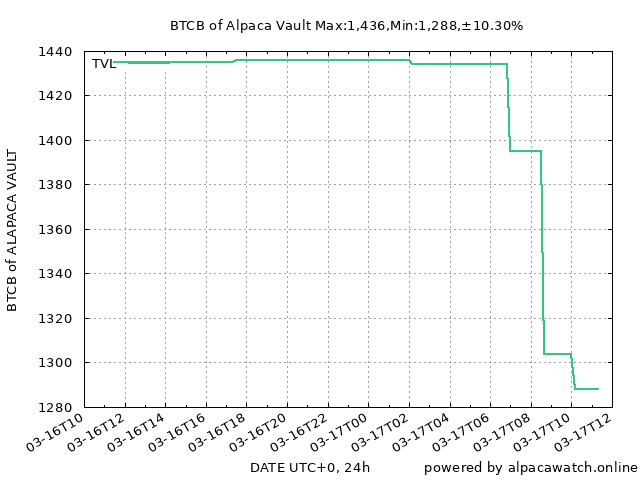 BTCB of Alpaca Vault Max:1,436,Min:1,288,±10.30%
1440
TVL
1420
1400
1380
1360
1340
1320
1300
1280
BTCB of ALAPACA VAULT
03-16T10
03-16T12
03-16T14
03-16T16
03-16T18
03-16T20
03-16T22
03-17T00
03-17T02
03-17T04
03-17T06
03-17T08
03-17T10
03-17T12
DATE UTC+0, 24h
powered by alpacawatch.online